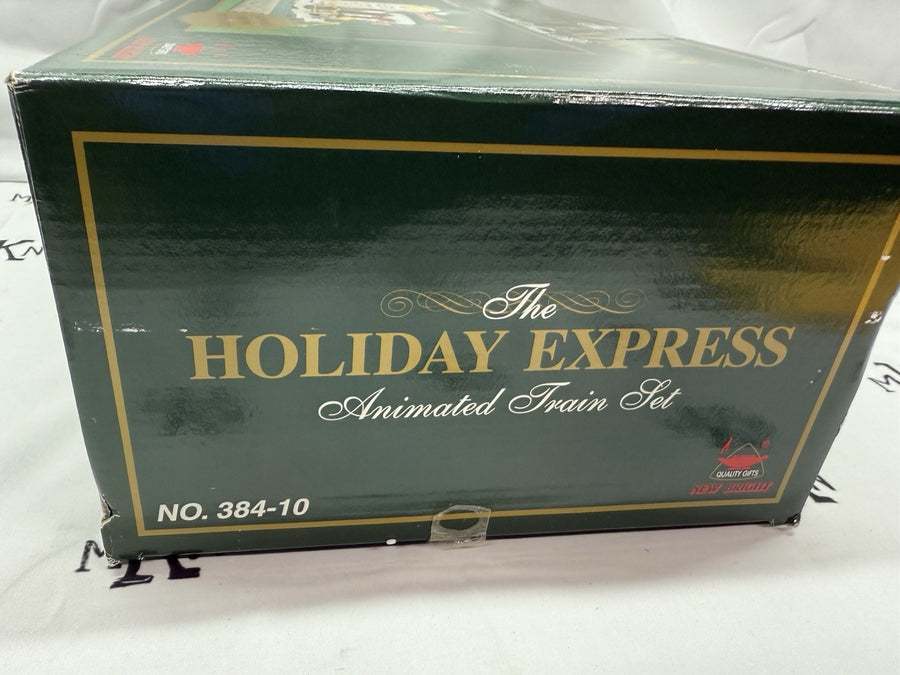 The
HOLIDAY EXPRESS
Animated Train Set
QUALITY GIFTS
NEW BRIGHT
NO. 384-10